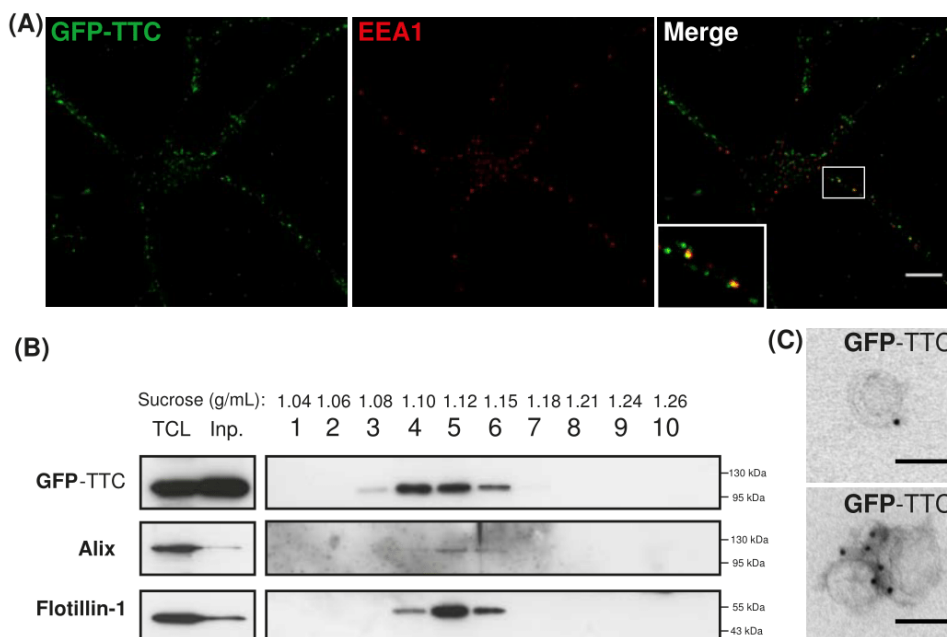 (A)
GFP-TTC
EEA1
Merge
(B)
Sucrose (g/mL): 1.04 1.06 1.08 1.10 1.12 1.15 1.18 1.21 1.24 1.26
TCL Inp. 1 2 3 4 5 6 7 8 9 10
GFP-TTC
130 kDa
95 kDa
Alix
130 kDa
95 kDa
Flotillin-1
55 kDa
43 kDa
(C)
GFP-TTC
GFP-TTC